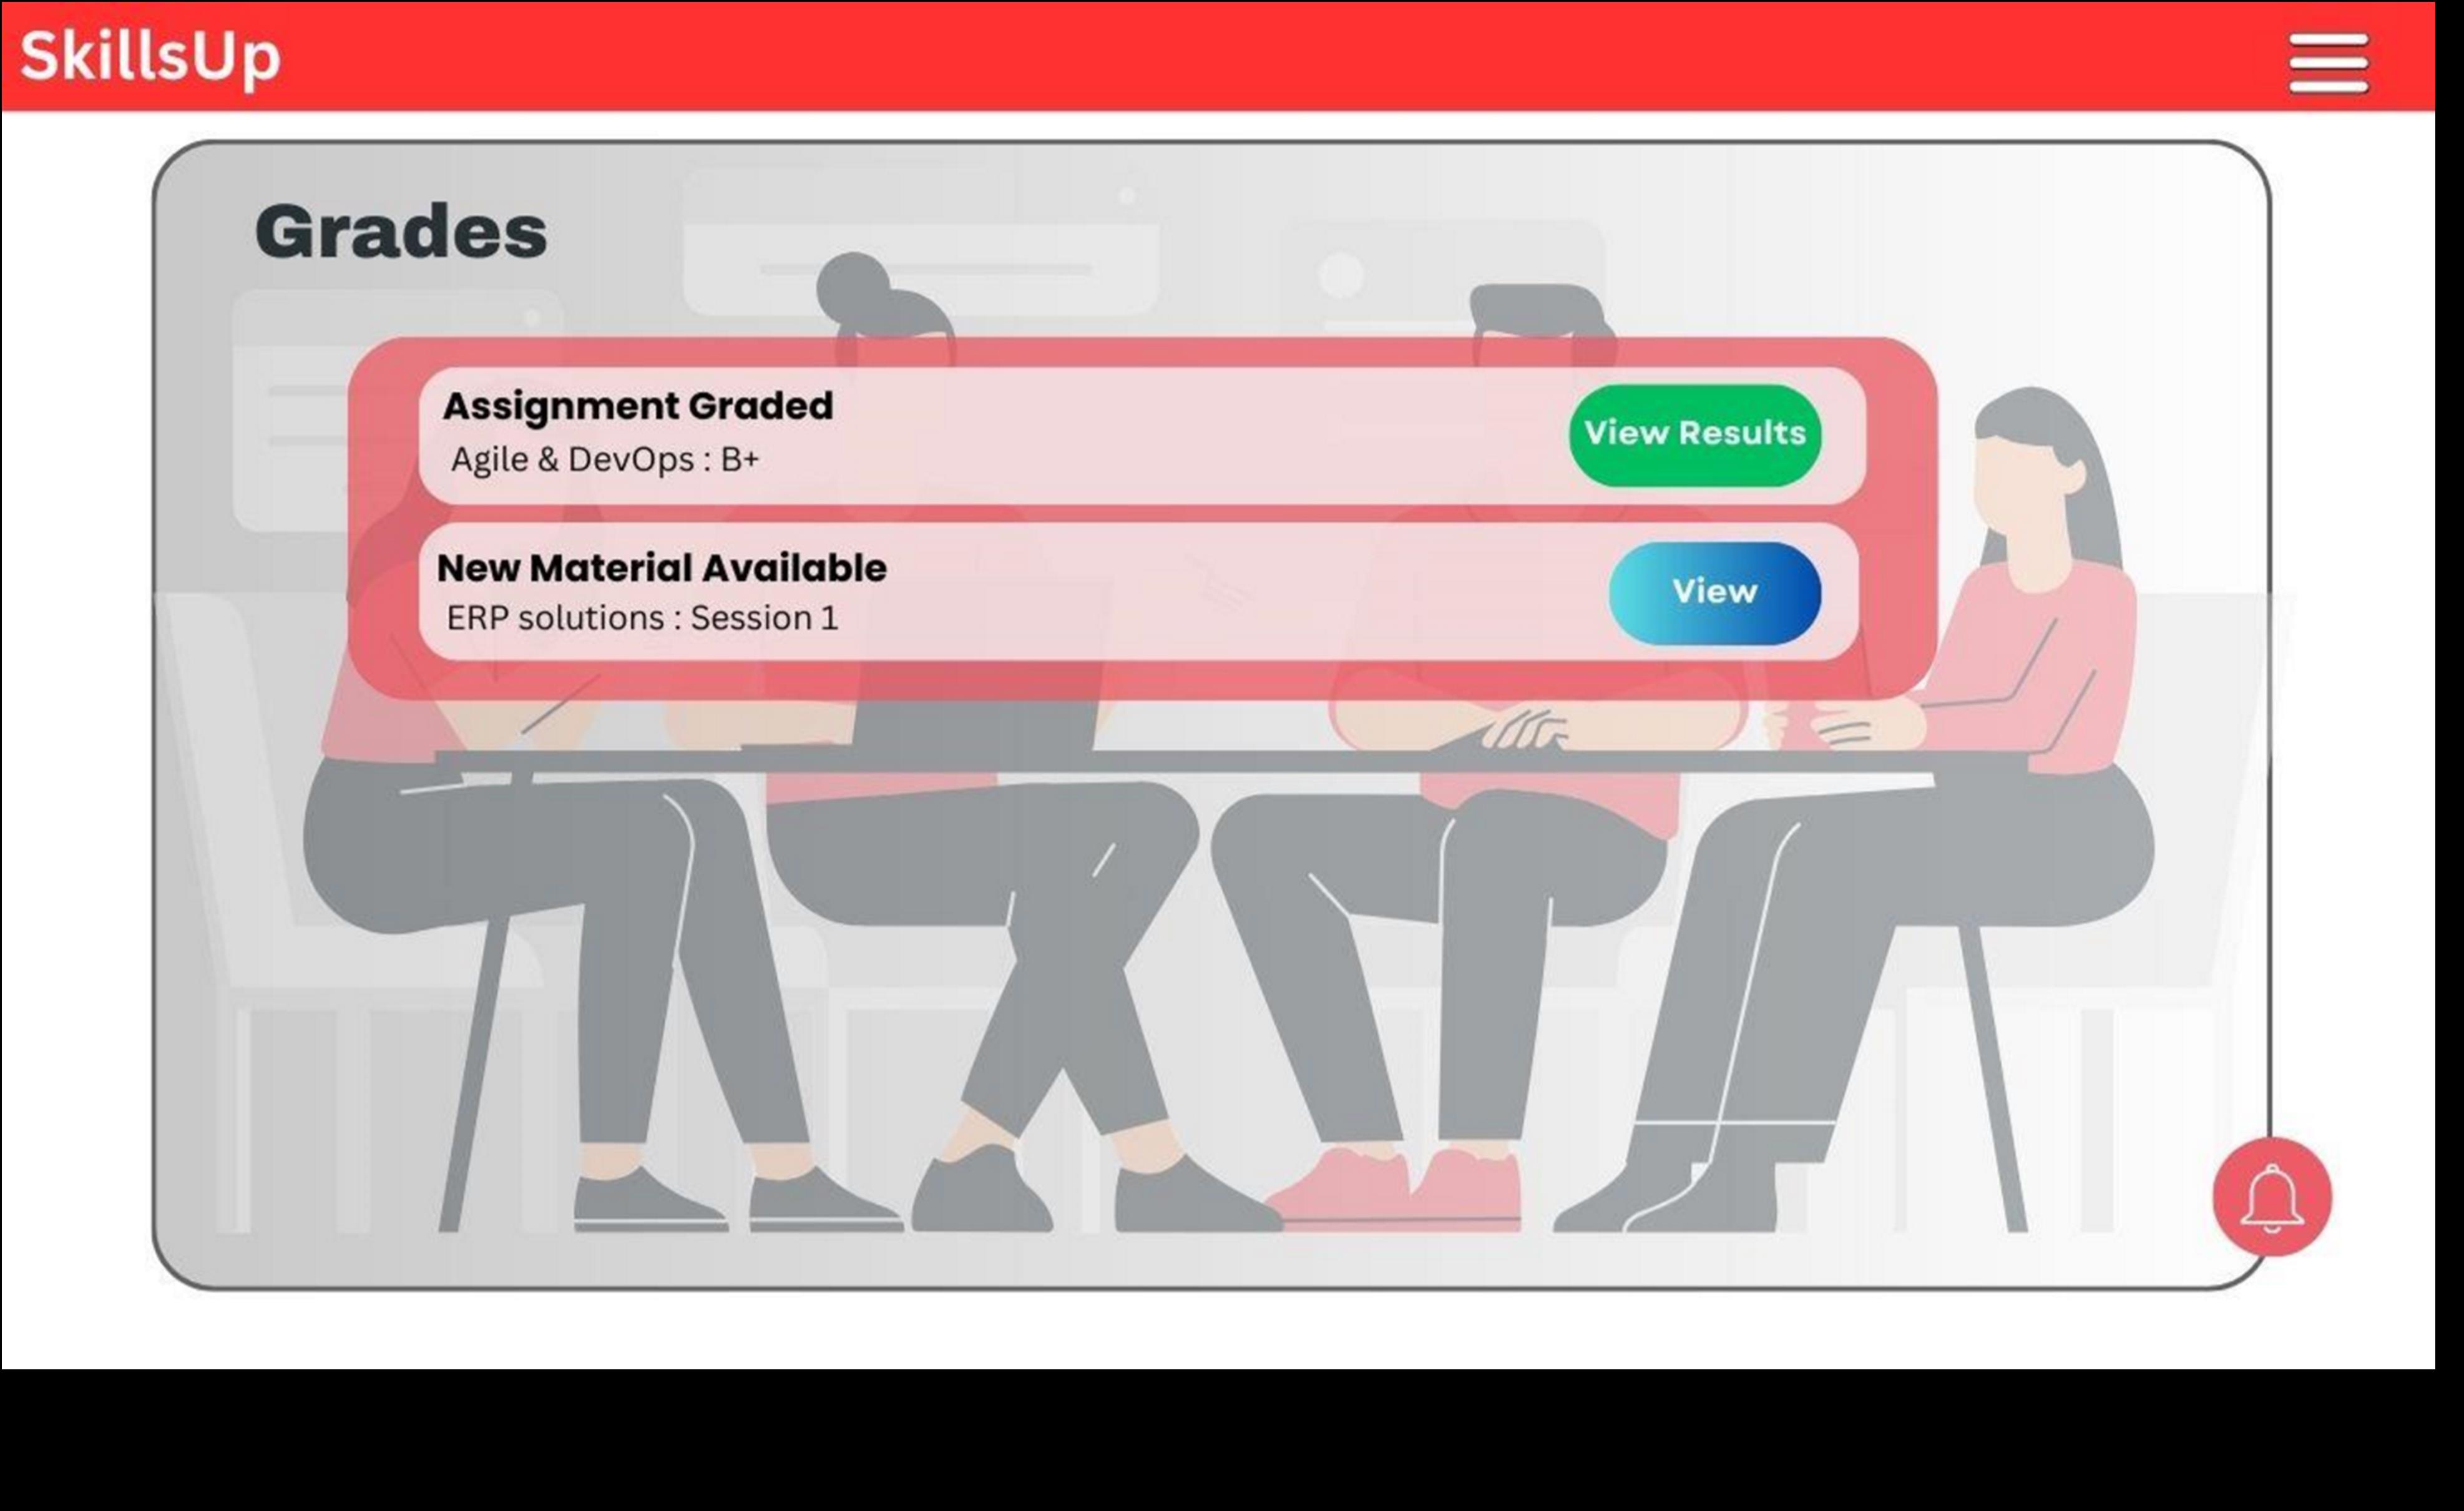 SkillsUp
Grades
Assignment Graded
Agile & DevOps : B+
View Results
New Material Available
ERP solutions : Session 1
View